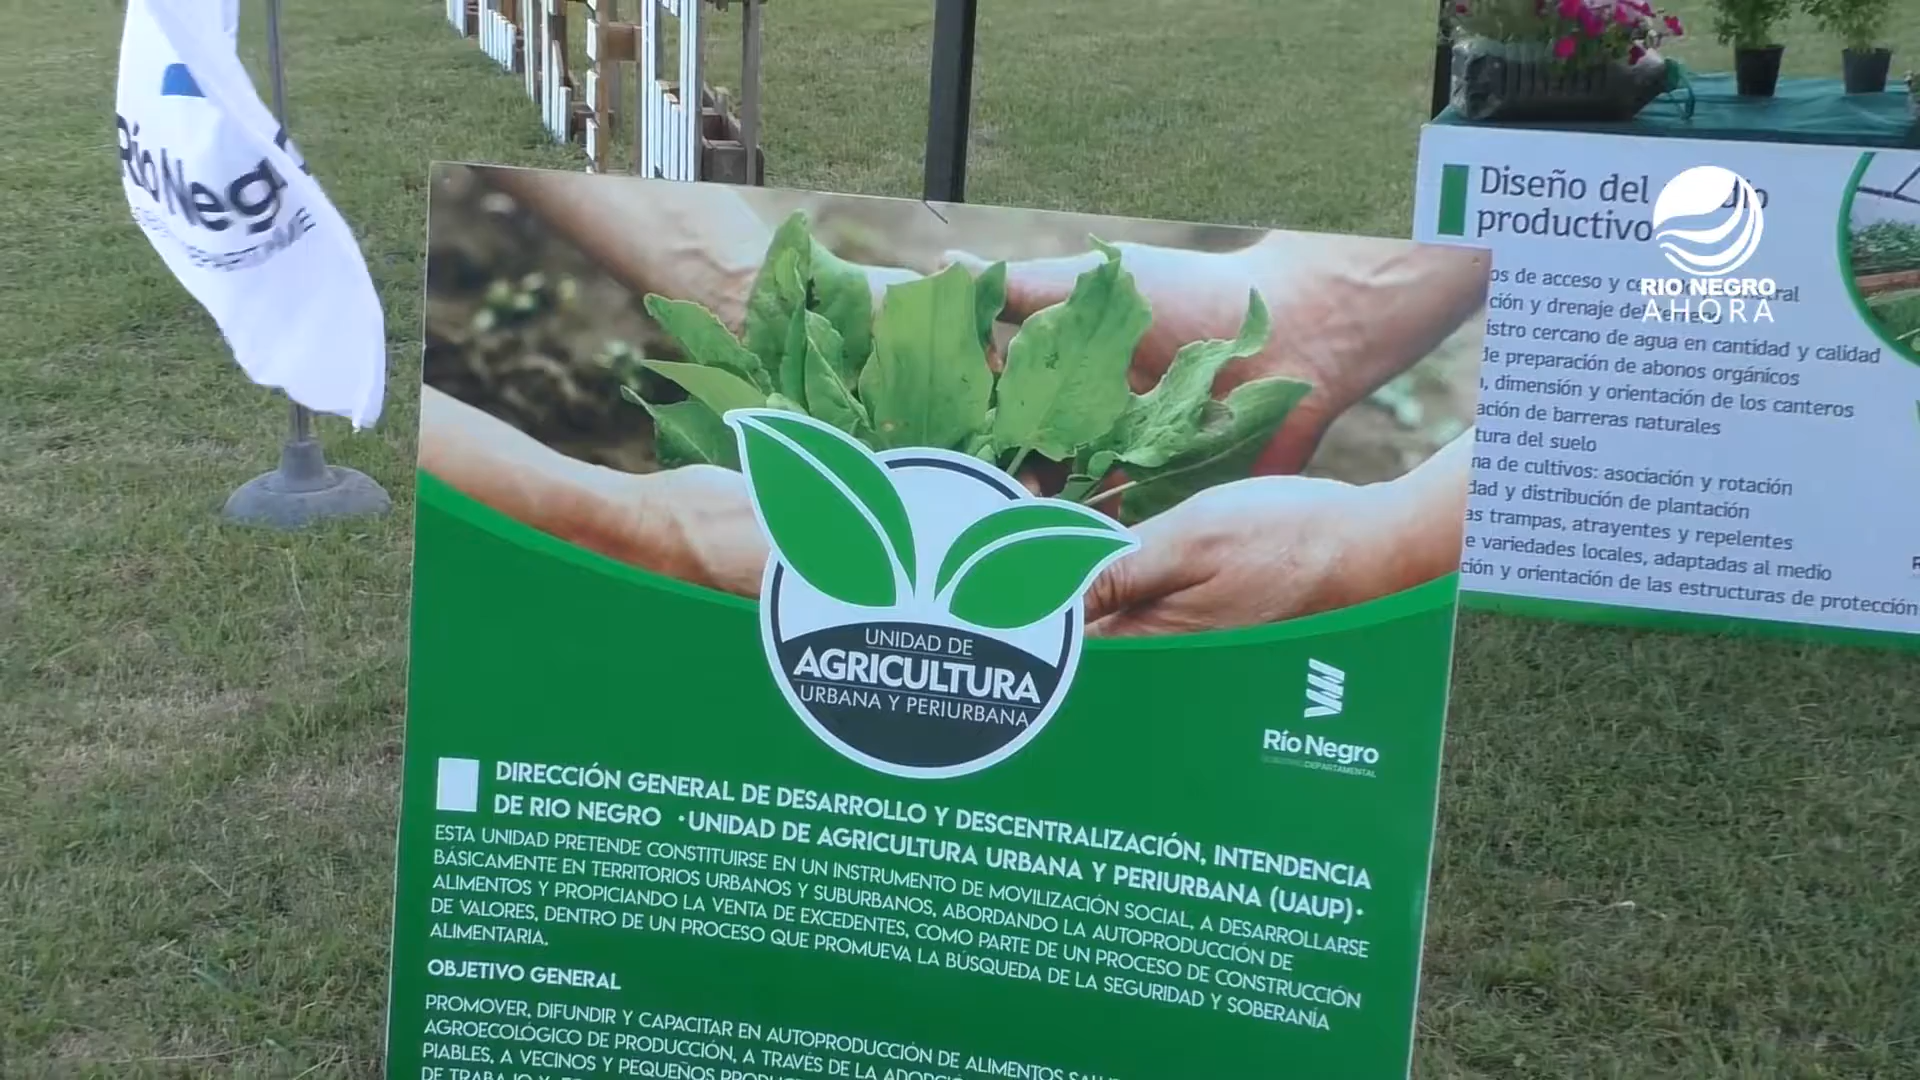 Río Neg
Diseño del
productivo
RIO NEGRO
AHORA
os de acceso y
ción y drenaje del terreno
istro cercano de agua en cantidad y calidad
de preparación de abonos orgánicos
, dimensión y orientación de los canteros
ación de barreras naturales
tura del suelo
ma de cultivos: asociación y rotación
dad y distribución de plantación
as trampas, atrayentes y repelentes
e variedades locales, adaptadas al medio
ción y orientación de las estructuras de protección
UNIDAD DE
AGRICULTURA
URBANA Y PERIURBANA
Río Negro
GOBIERNO DEPARTAMENTAL
DIRECCIÓN GENERAL DE DESARROLLO Y DESCENTRALIZACIÓN, INTENDENCIA
DE RIO NEGRO • UNIDAD DE AGRICULTURA URBANA Y PERIURBANA (UAUP)•
ESTA UNIDAD PRETENDE CONSTITUIRSE EN UN INSTRUMENTO DE MOVILIZACIÓN SOCIAL, A DESARROLLARSE
BÁSICAMENTE EN TERRITORIOS URBANOS Y SUBURBANOS, ABORDANDO LA AUTOPRODUCCIÓN DE
ALIMENTOS Y PROPICIANDO LA VENTA DE EXCEDENTES, COMO PARTE DE UN PROCESO DE CONSTRUCCIÓN
DE VALORES, DENTRO DE UN PROCESO QUE PROMUEVA LA BÚSQUEDA DE LA SEGURIDAD Y SOBERANÍA
ALIMENTARIA.
OBJETIVO GENERAL
PROMOVER, DIFUNDIR Y CAPACITAR EN AUTOPRODUCCIÓN DE ALIMENTOS
AGROECOLÓGICO DE PRODUCCIÓN, A TRAVÉS DE LA
PIABLES, A VECINOS Y PEQUEÑOS
DE TRABAJO Y